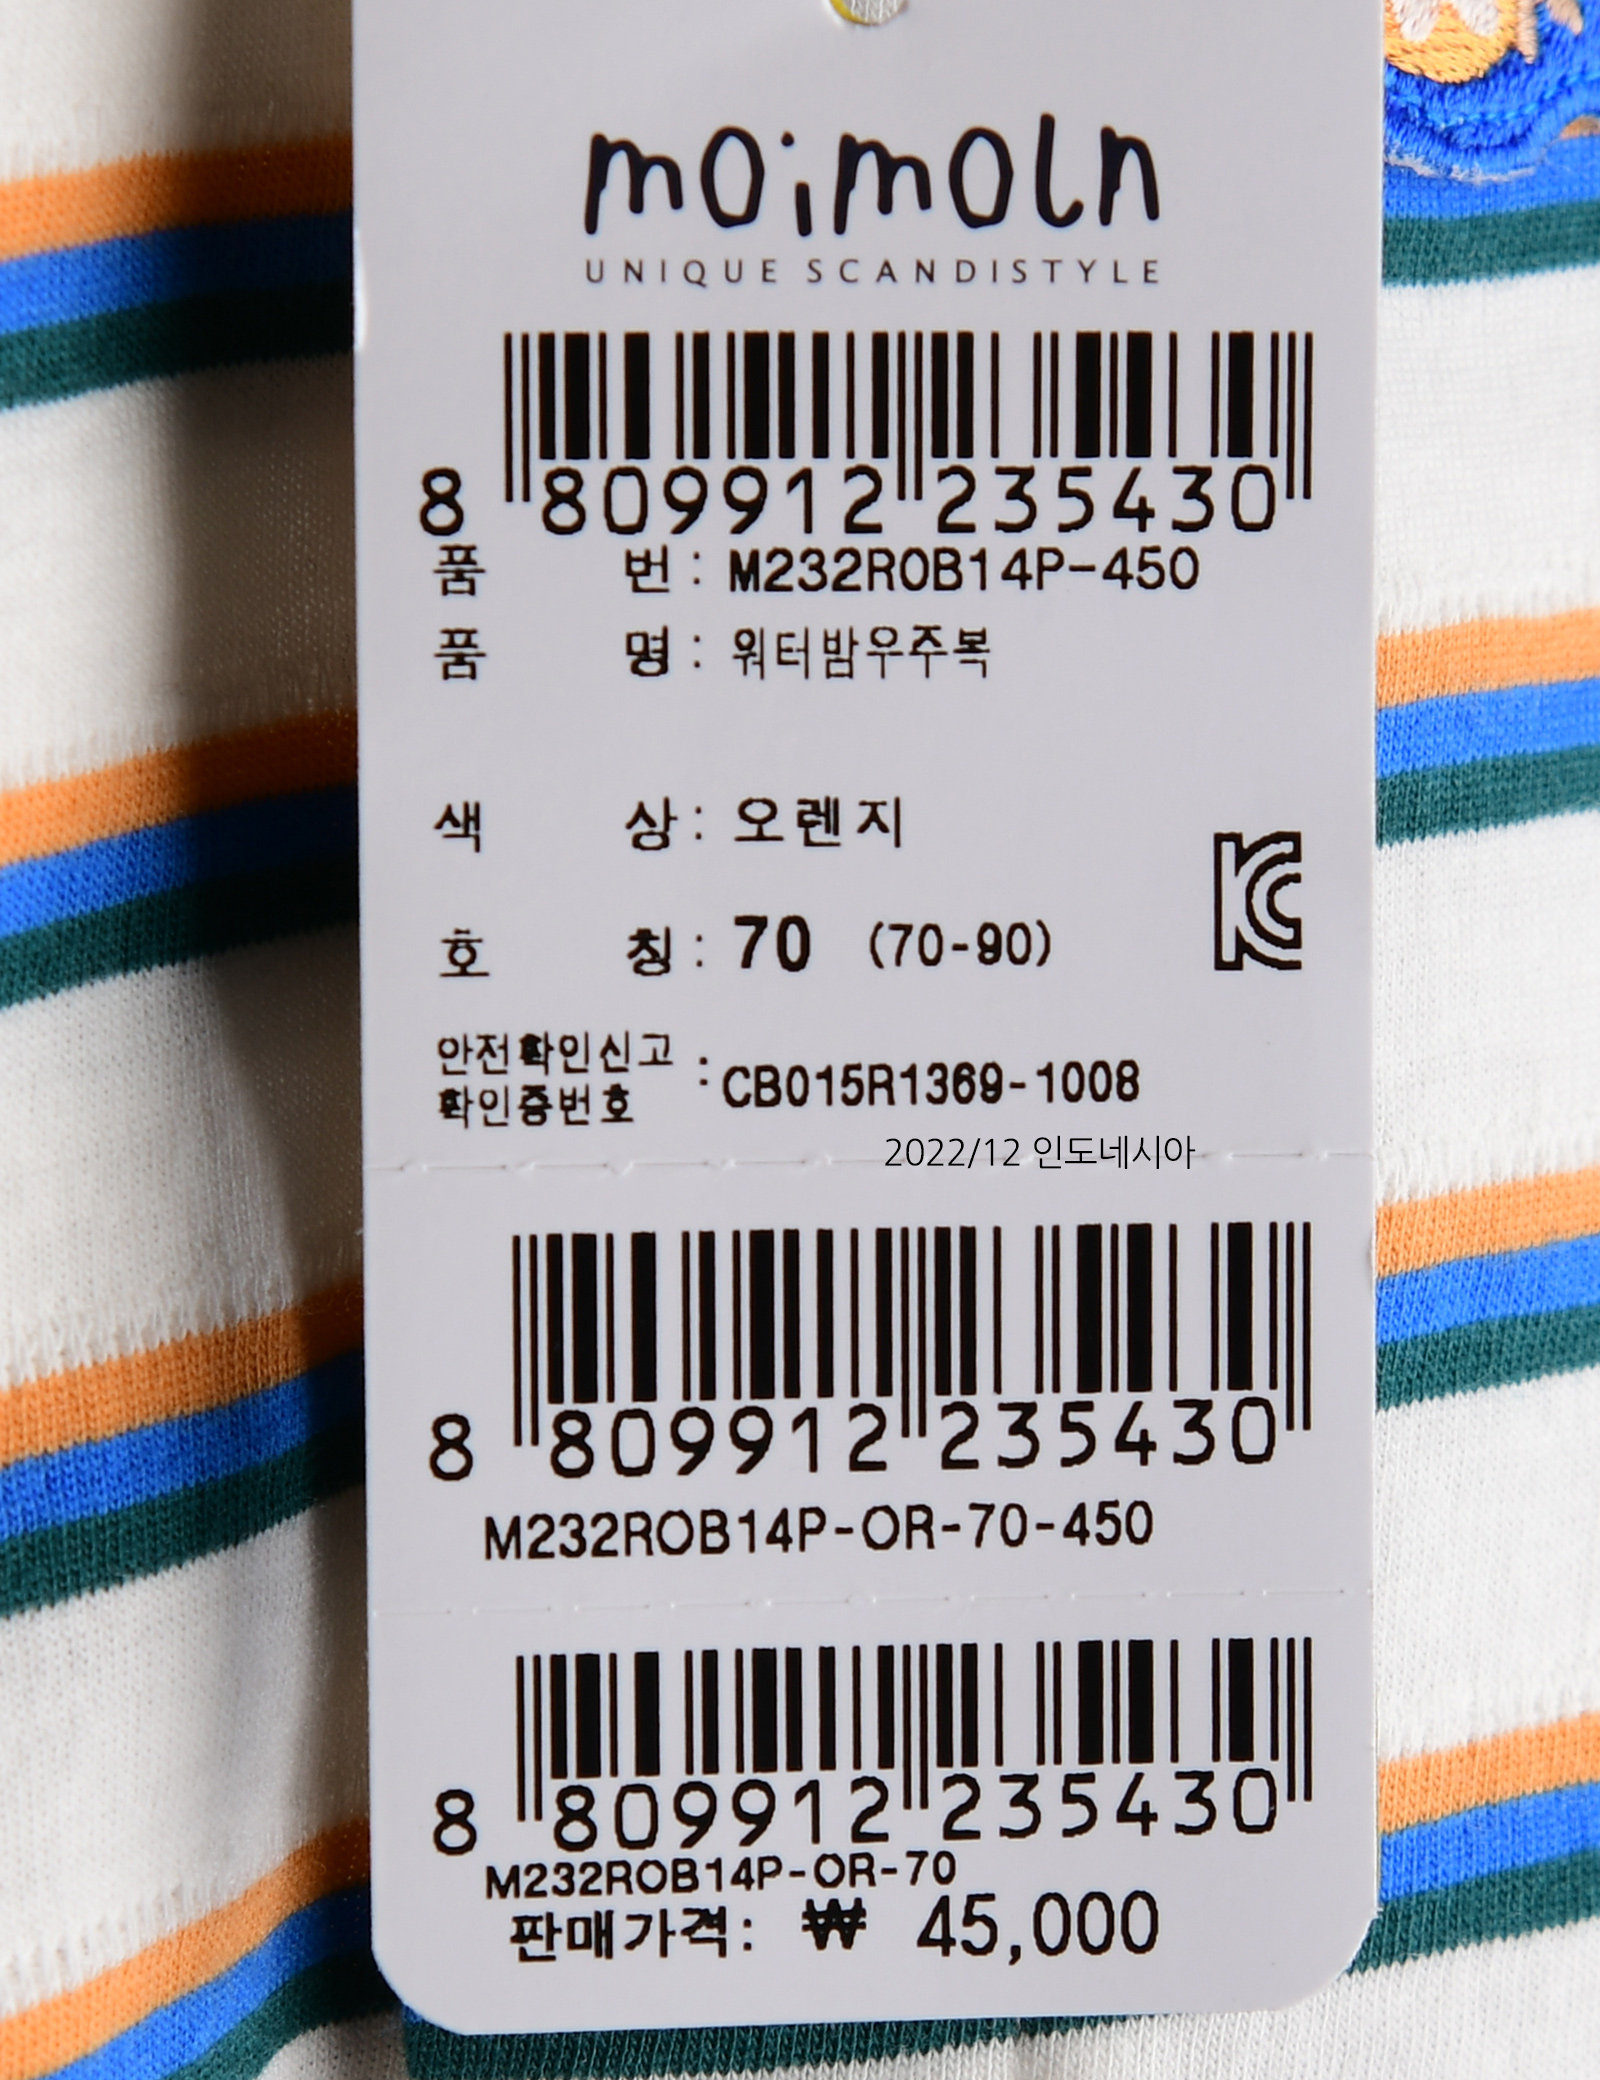 moimoln
UNIQUE SCANDISTYLE
8 809912 235430
품 번 : M232ROB14P-450
품 명 : 워터밤우주복
색 상 : 오렌지
호 칭 : 70 (70-90)
안전확인신고
확인증번호 : CB015R1369-1008
2022/12 인도네시아
8 809912 235430
M232ROB14P-OR-70-450
8 809912 235430
M232ROB14P-OR-70
판매가격: ₩ 45,000